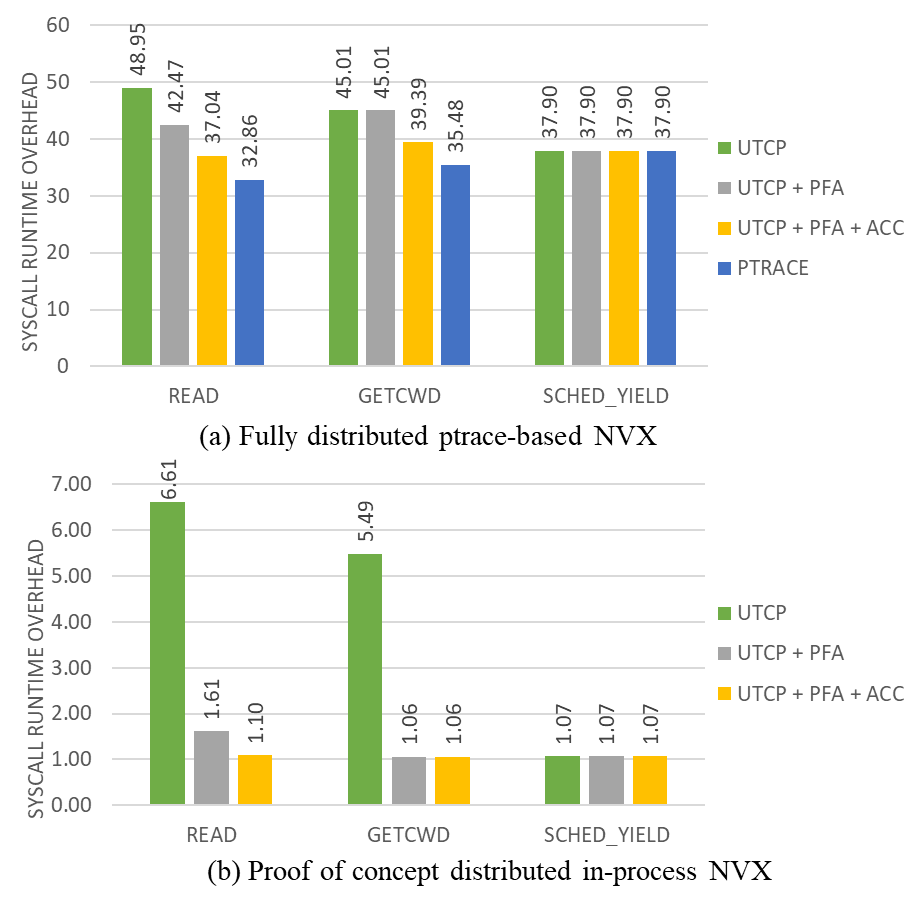 60
50
40
30
20
10
0
SYSCALL RUNTIME OVERHEAD
48.95
42.47
37.04
32.86
45.01
45.01
39.39
35.48
37.90
37.90
37.90
37.90
READ
GETCWD
SCHED_YIELD
UTCP
UTCP + PFA
UTCP + PFA + ACC
PTRACE
(a) Fully distributed ptrace-based NVX
7.00
6.00
5.00
4.00
3.00
2.00
1.00
0.00
SYSCALL RUNTIME OVERHEAD
6.61
1.61
1.10
5.49
1.06
1.06
1.07
1.07
1.07
READ
GETCWD
SCHED_YIELD
UTCP
UTCP + PFA
UTCP + PFA + ACC
(b) Proof of concept distributed in-process NVX